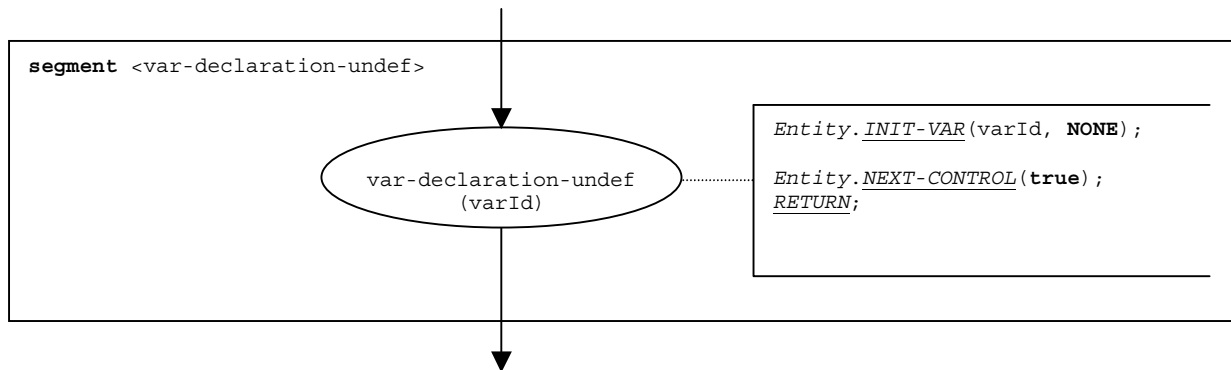 segment <var-declaration-undef>
var-declaration-undef
(varId)
Entity.INIT-VAR(varId, NONE);
Entity.NEXT-CONTROL(true);
RETURN;